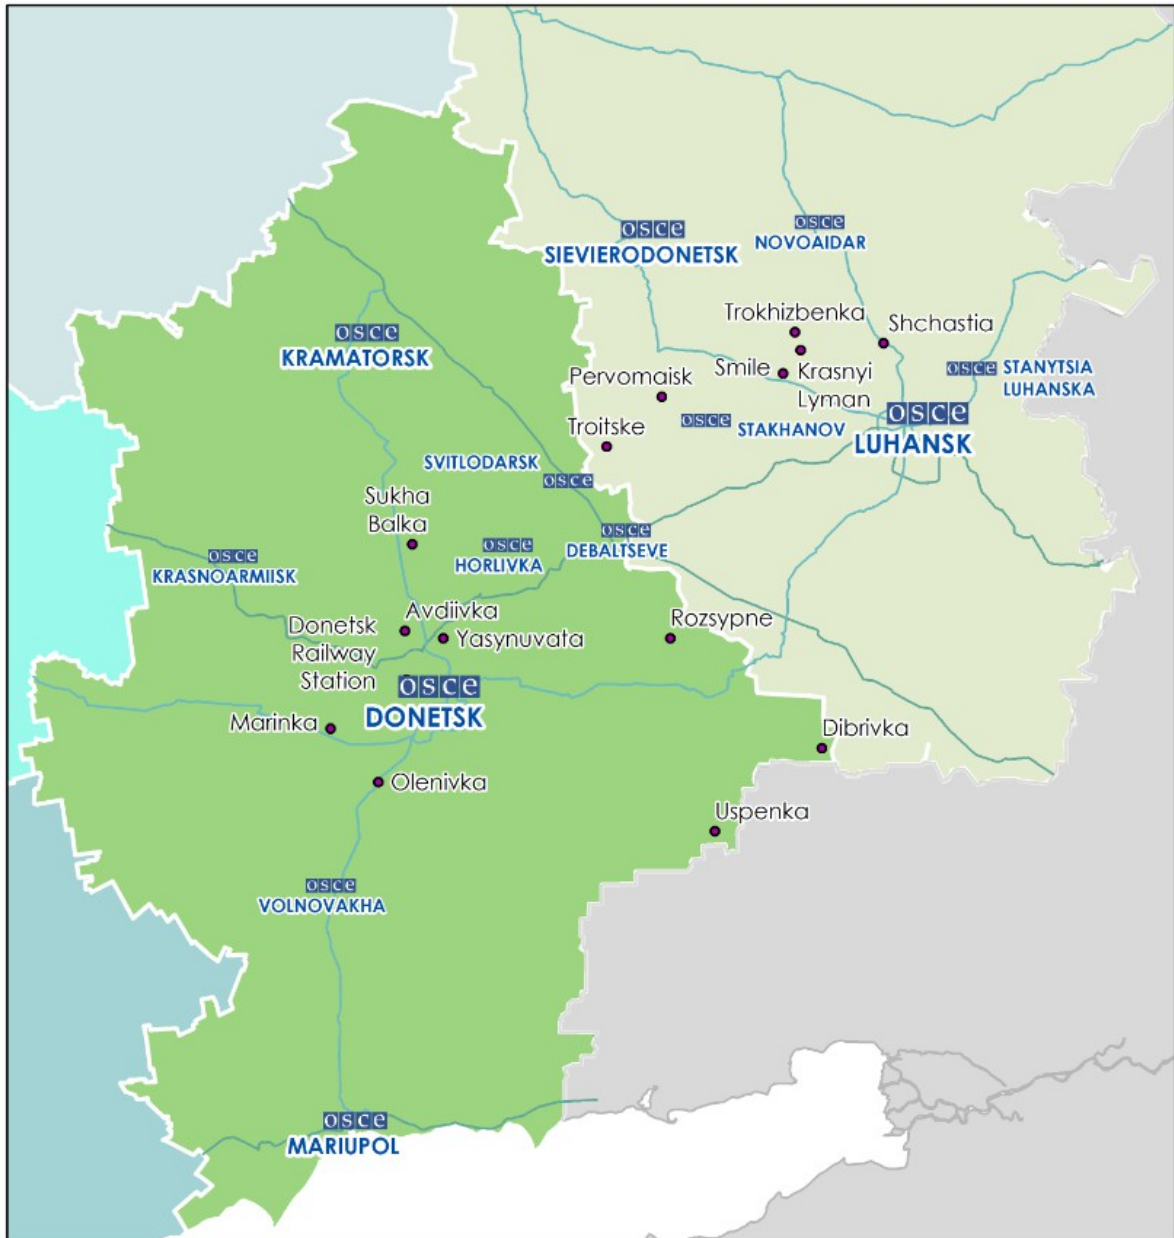 osce
SIEVIERODONETSK
osce
NOVOAIDAR
osce
KRAMATORSK
Trokhizbenka
Shchastia
Smile
Krasnyi
Lyman
osce
STANYTSIA
LUHANSKA
Pervomaisk
osce
STAKHANOV
osce
LUHANSK
Troitske
SVITLODARSK
osce
Sukha
Balka
osce
HORLIVKA
osce
DEBALTSEVE
osce
KRASNOARMIISK
Avdiivka
Donetsk
Railway
Station
Yasynuvata
Rozsypne
osce
DONETSK
Marinka
Dibrivka
Olenivka
Uspenka
osce
VOLNOVAKHA
osce
MARIUPOL